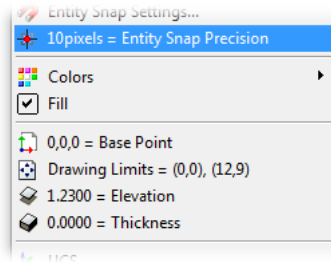 Entity Snap Settings...
10pixels = Entity Snap Precision
Colors
Fill
0,0,0 = Base Point
Drawing Limits = (0,0), (12,9)
1.2300 = Elevation
0.0000 = Thickness
UCS